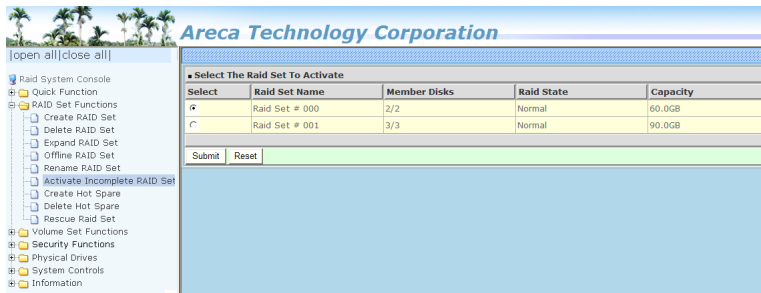 Areca Technology Corporation
|open all|close all|
Raid System Console
Quick Function
RAID Set Functions
Create RAID Set
Delete RAID Set
Expand RAID Set
Offline RAID Set
Rename RAID Set
Activate Incomplete RAID Set
Create Hot Spare
Delete Hot Spare
Rescue Raid Set
Volume Set Functions
Security Functions
Physical Drives
System Controls
Information
Select The Raid Set To Activate
Select Raid Set Name Member Disks Raid State Capacity
Raid Set # 000 2/2 Normal 60.0GB
Raid Set # 001 3/3 Normal 90.0GB
Submit Reset